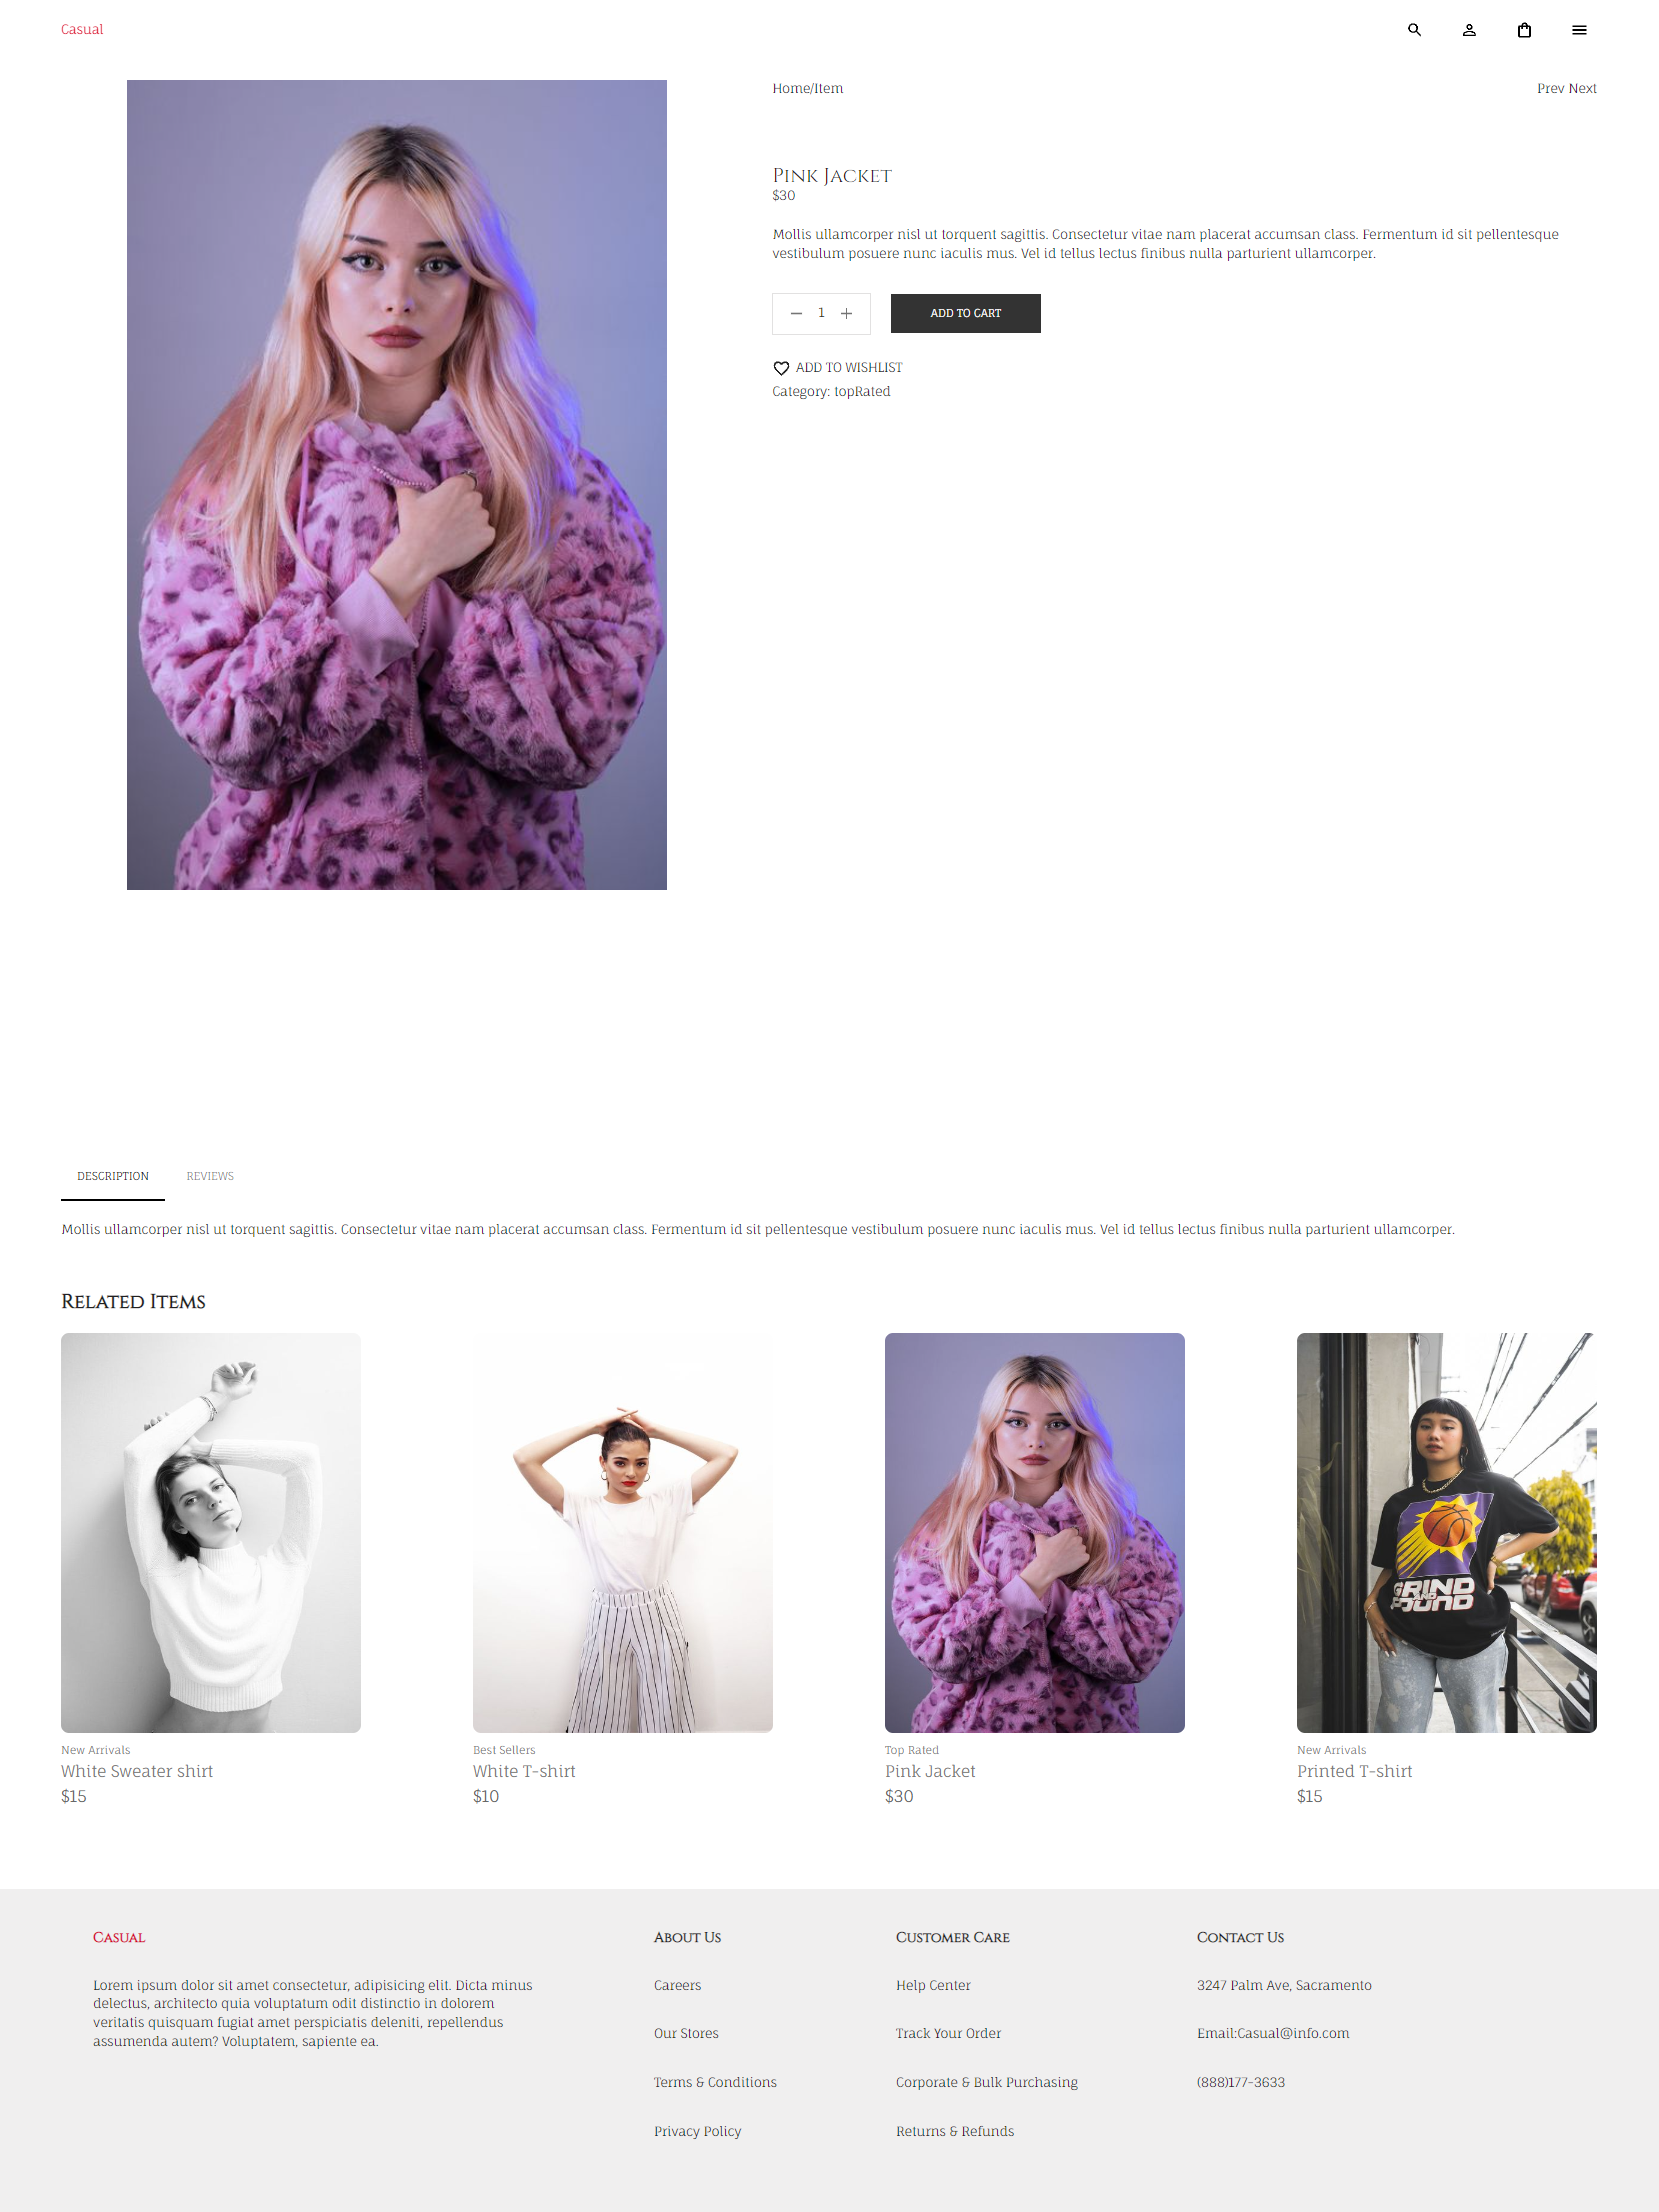 Casual
Home/Item
Prev Next
Pink Jacket
$30
Mollis ullamcorper nisl ut torquent sagittis. Consectetur vitae nam placerat accumsan class. Fermentum id sit pellentesque
vestibulum posuere nunc iaculis mus. Vel id tellus lectus finibus nulla parturient ullamcorper.
1
ADD TO CART
ADD TO WISHLIST
Category: topRated
DESCRIPTION
REVIEWS
Mollis ullamcorper nisl ut torquent sagittis. Consectetur vitae nam placerat accumsan class. Fermentum id sit pellentesque vestibulum posuere nunc iaculis mus. Vel id tellus lectus finibus nulla parturient ullamcorper.
Related Items
GRIND
AND
POUND
New Arrivals
White Sweater shirt
$15
Best Sellers
White T-shirt
$10
Top Rated
Pink Jacket
$30
New Arrivals
Printed T-shirt
$15
Casual
Lorem ipsum dolor sit amet consectetur, adipisicing elit. Dicta minus
delectus, architecto quia voluptatum odit distinctio in dolorem
veritatis quisquam fugiat amet perspiciatis deleniti, repellendus
assumenda autem? Voluptatem, sapiente ea.
About Us
Careers
Our Stores
Terms & Conditions
Privacy Policy
Customer Care
Help Center
Track Your Order
Corporate & Bulk Purchasing
Returns & Refunds
Contact Us
3247 Palm Ave, Sacramento
Email:Casual@info.com
(888)177-3633